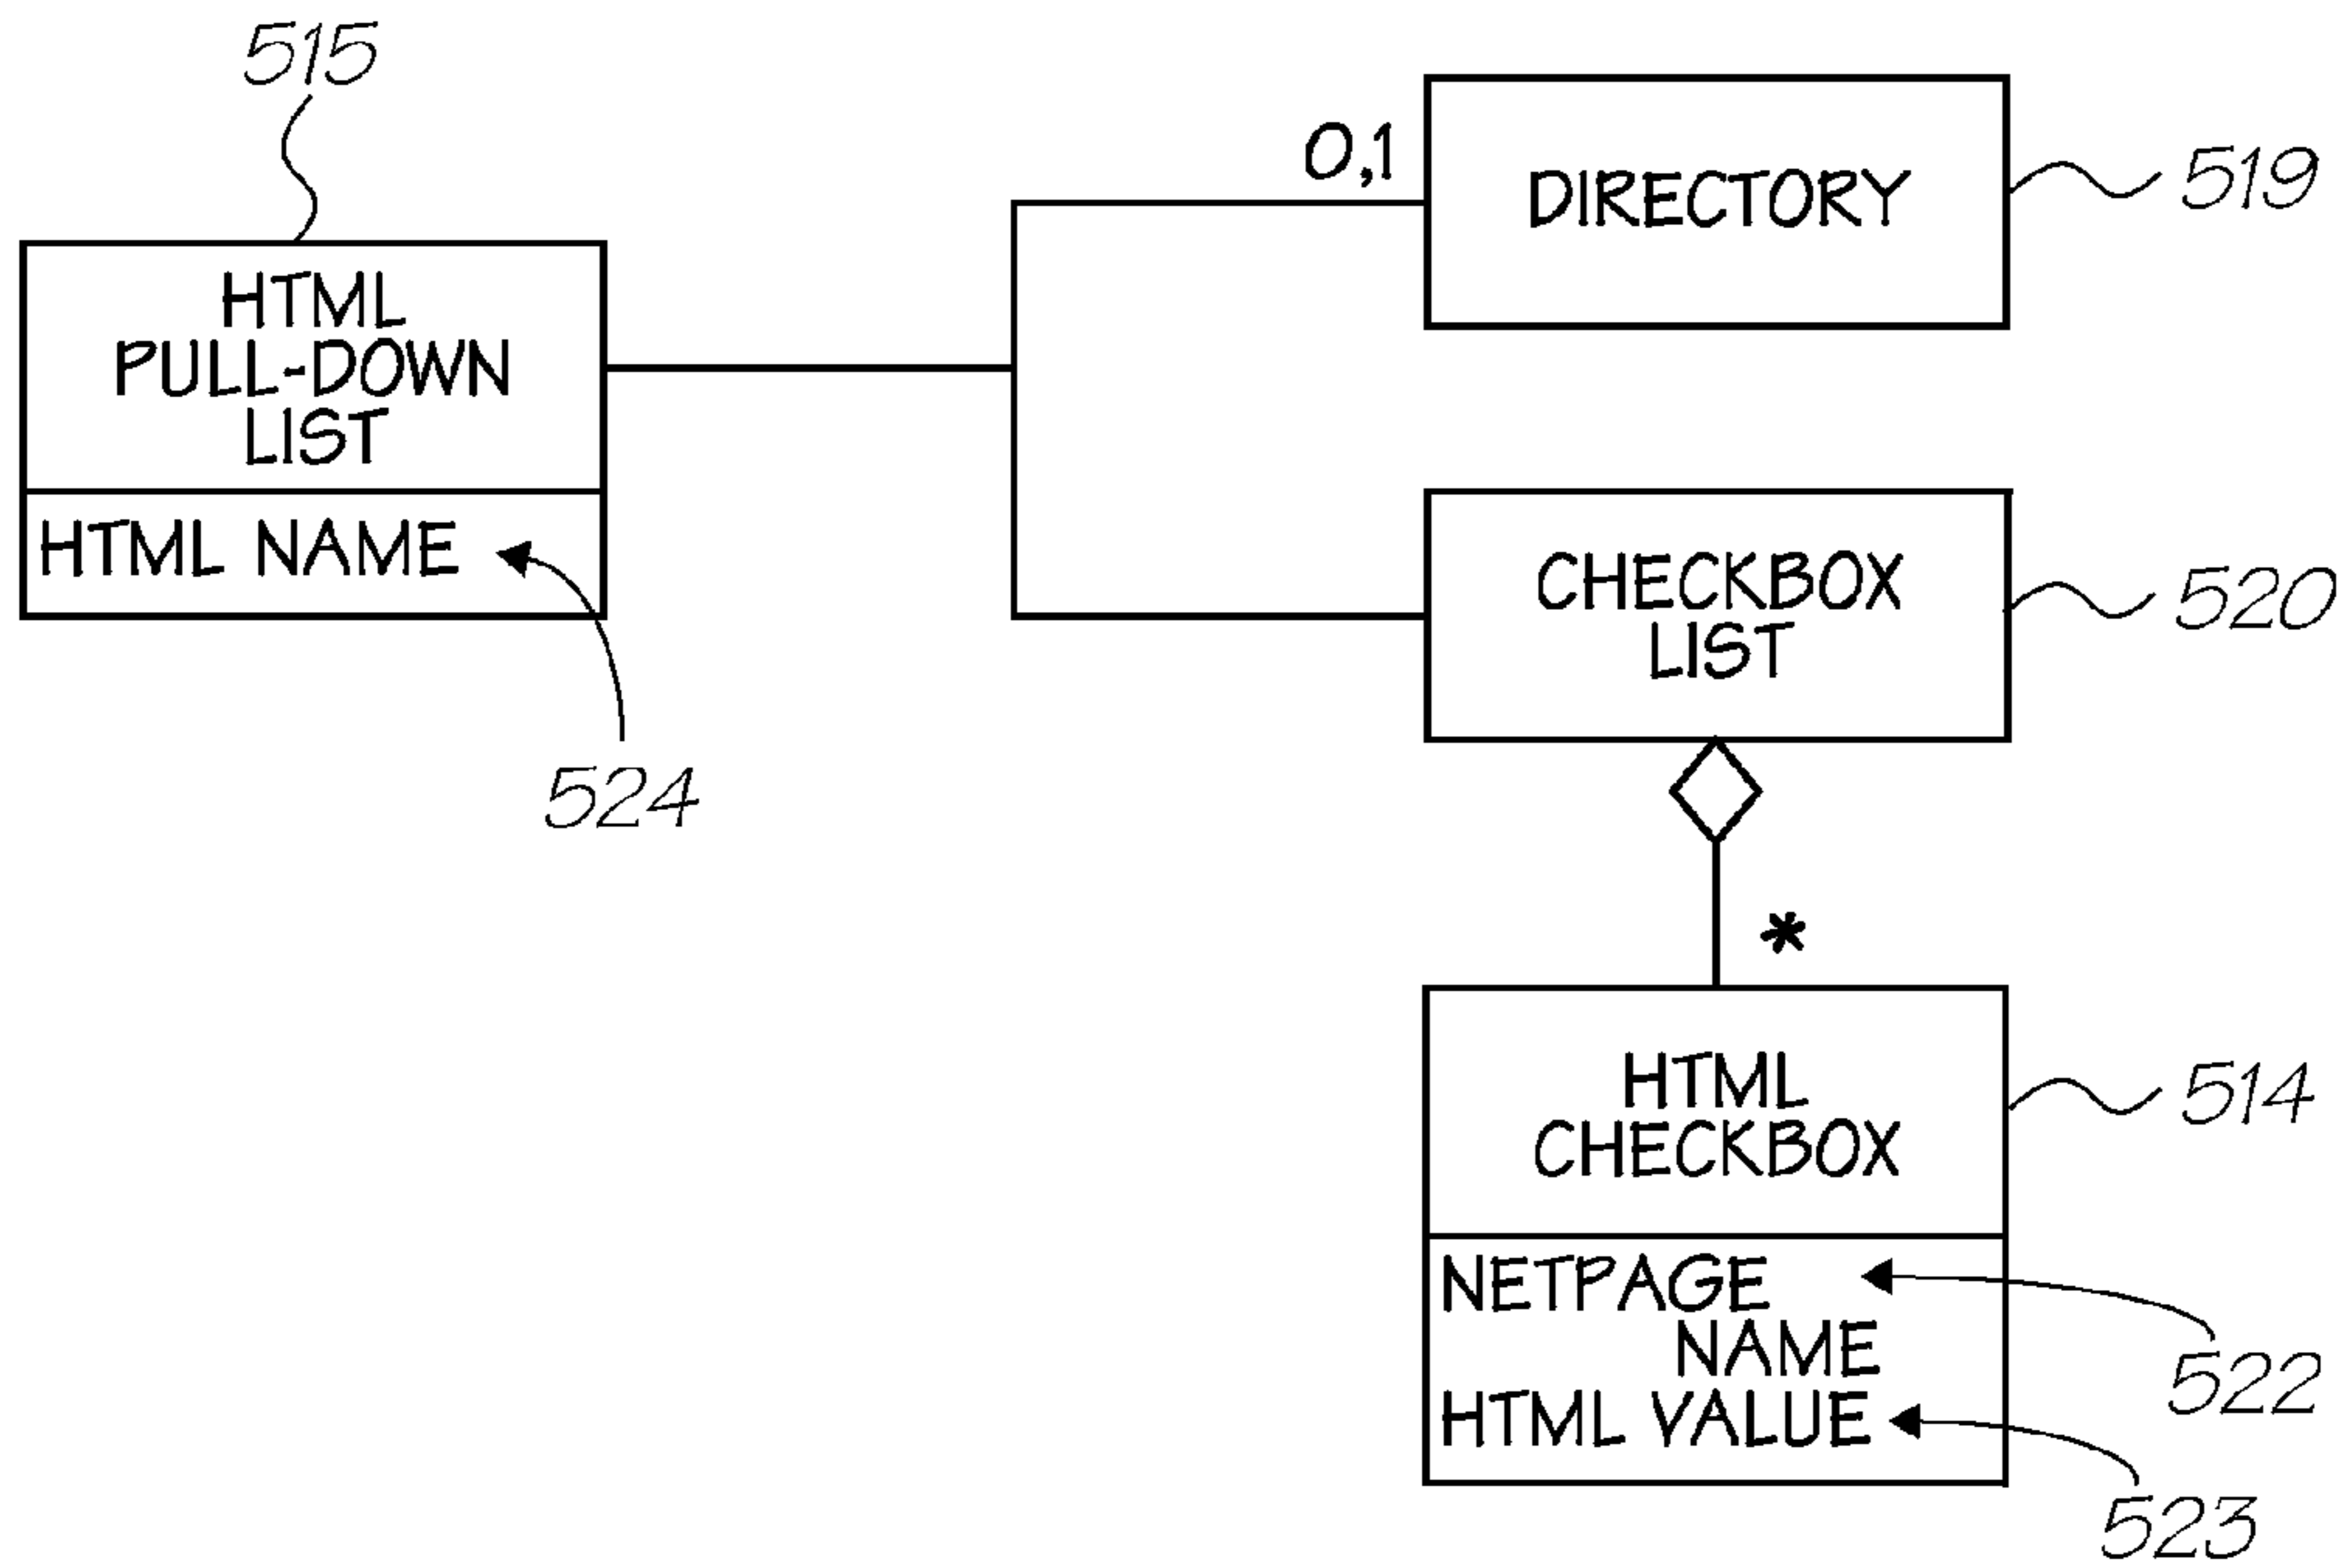 515
0,1
DIRECTORY
519
HTML
PULL-DOWN
LIST
HTML NAME
524
CHECKBOX
LIST
520
*
HTML
CHECKBOX
514
NETPAGE
NAME
522
HTML VALUE
523